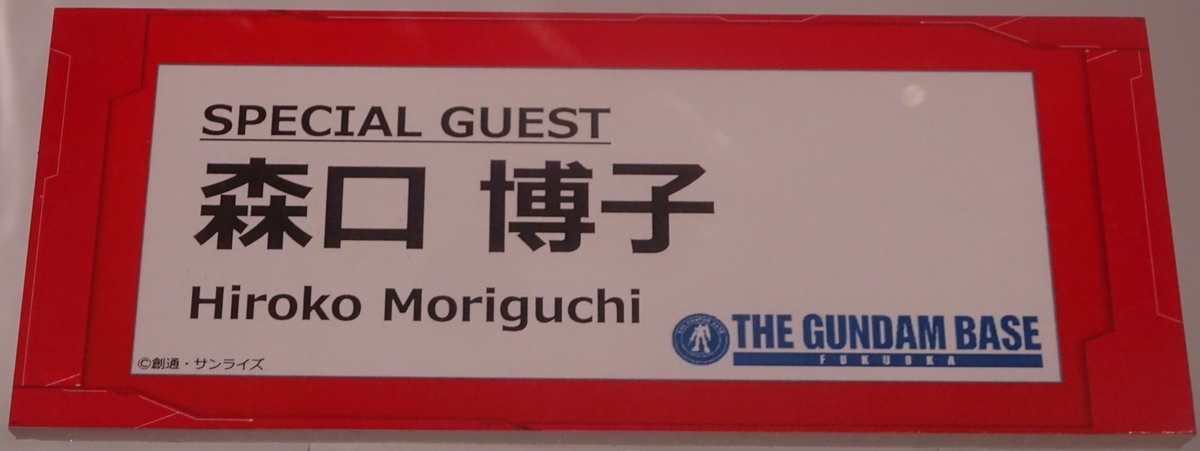 SPECIAL GUEST
森口 博子
Hiroko Moriguchi
THE GUNDAM BASE
FUKUOKA
©創通・サンライズ